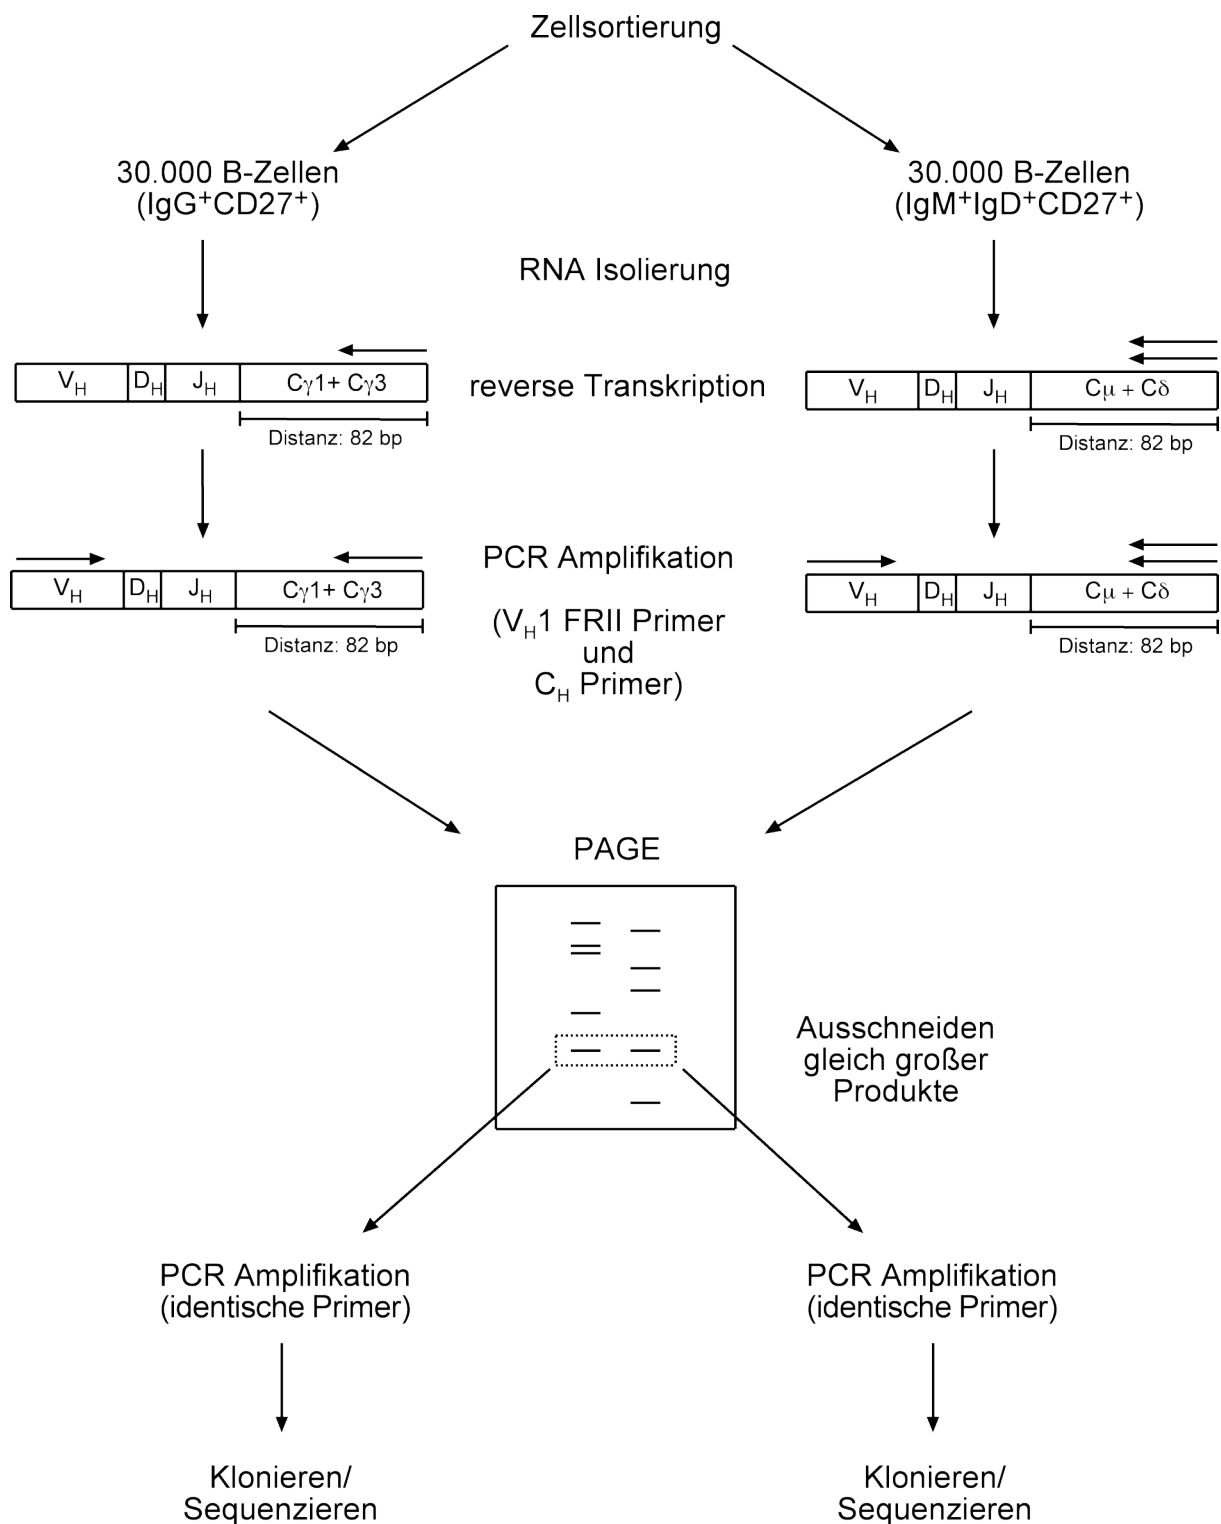 Zellsortierung
30.000 B-Zellen
(IgG⁺CD27⁺)
30.000 B-Zellen
(IgM⁺IgD⁺CD27⁺)
RNA Isolierung
V_H D_H J_H Cγ1+ Cγ3
Distanz: 82 bp
reverse Transkription
V_H D_H J_H Cμ + Cδ
Distanz: 82 bp
V_H D_H J_H Cγ1+ Cγ3
Distanz: 82 bp
PCR Amplifikation
(V_H1 FRII Primer
und
C_H Primer)
V_H D_H J_H Cμ + Cδ
Distanz: 82 bp
PAGE
Ausschneiden
gleich großer
Produkte
PCR Amplifikation
(identische Primer)
PCR Amplifikation
(identische Primer)
Klonieren/
Sequenzieren
Klonieren/
Sequenzieren